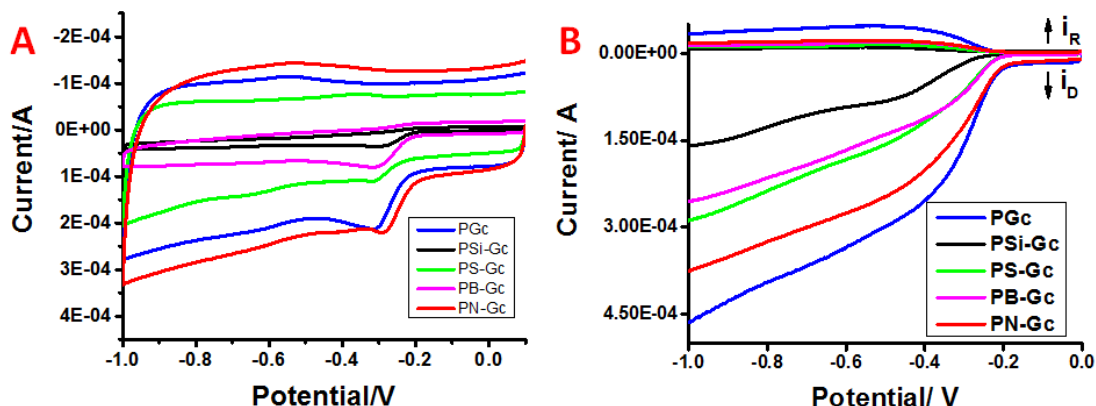 A
-2E-04
-1E-04
0E+00
1E-04
2E-04
3E-04
4E-04
Current/A
-1.0 -0.8 -0.6 -0.4 -0.2 0.0
Potential/V
PGc
PSi-Gc
PS-Gc
PB-Gc
PN-Gc
B
i R
i D
0.00E+00
1.50E-04
3.00E-04
4.50E-04
Current/ A
-1.0 -0.8 -0.6 -0.4 -0.2 0.0
Potential/ V
PGc
PSi-Gc
PS-Gc
PB-Gc
PN-Gc